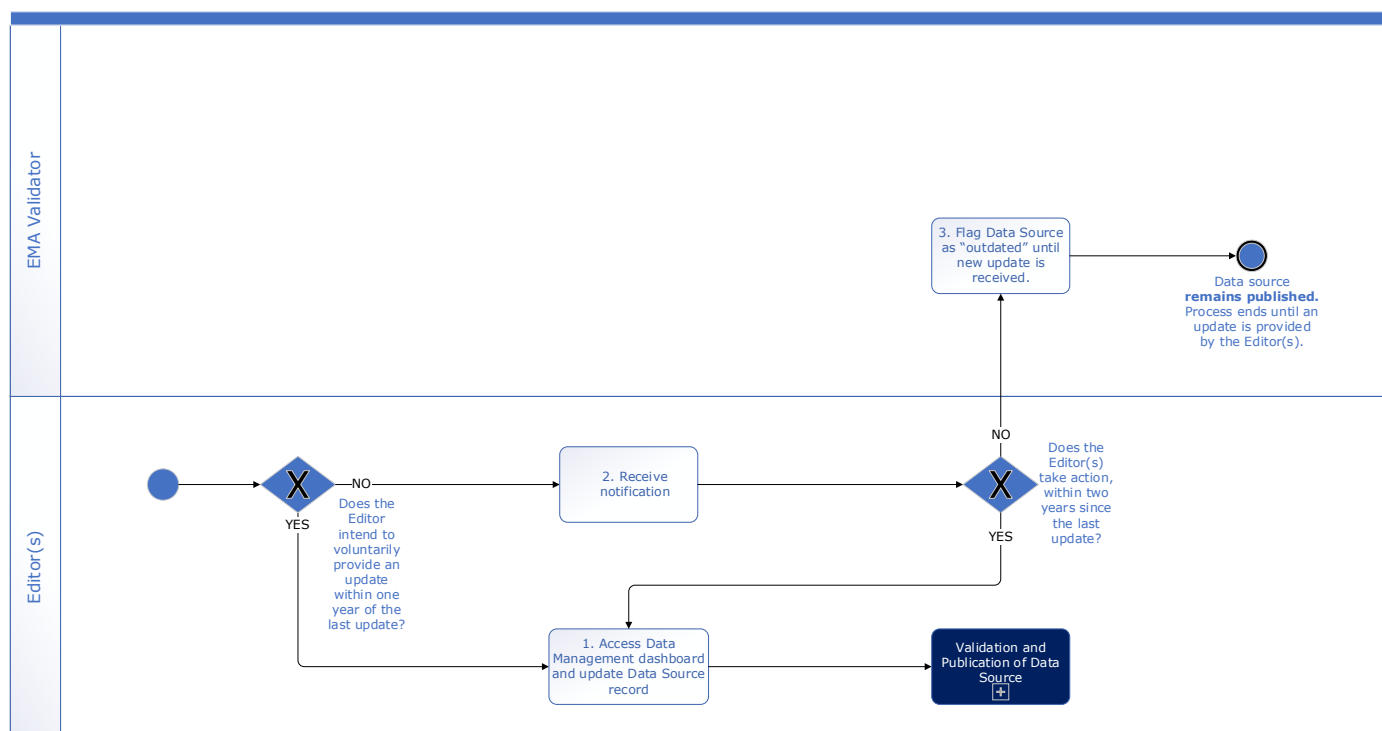 EMA Validator
3. Flag Data Source
as “outdated” until
new update is
received.
Data source
remains published.
Process ends until an
update is provided
by the Editor(s).
Editor(s)
X
NO
YES
Does the
Editor
intend to
voluntarily
provide an
update
within one
year of the
last update?
2. Receive
notification
NO
X
YES
Does the
Editor(s)
take action,
within two
years since
the last
update?
1. Access Data
Management dashboard
and update Data Source
record
Validation and
Publication of Data
Source